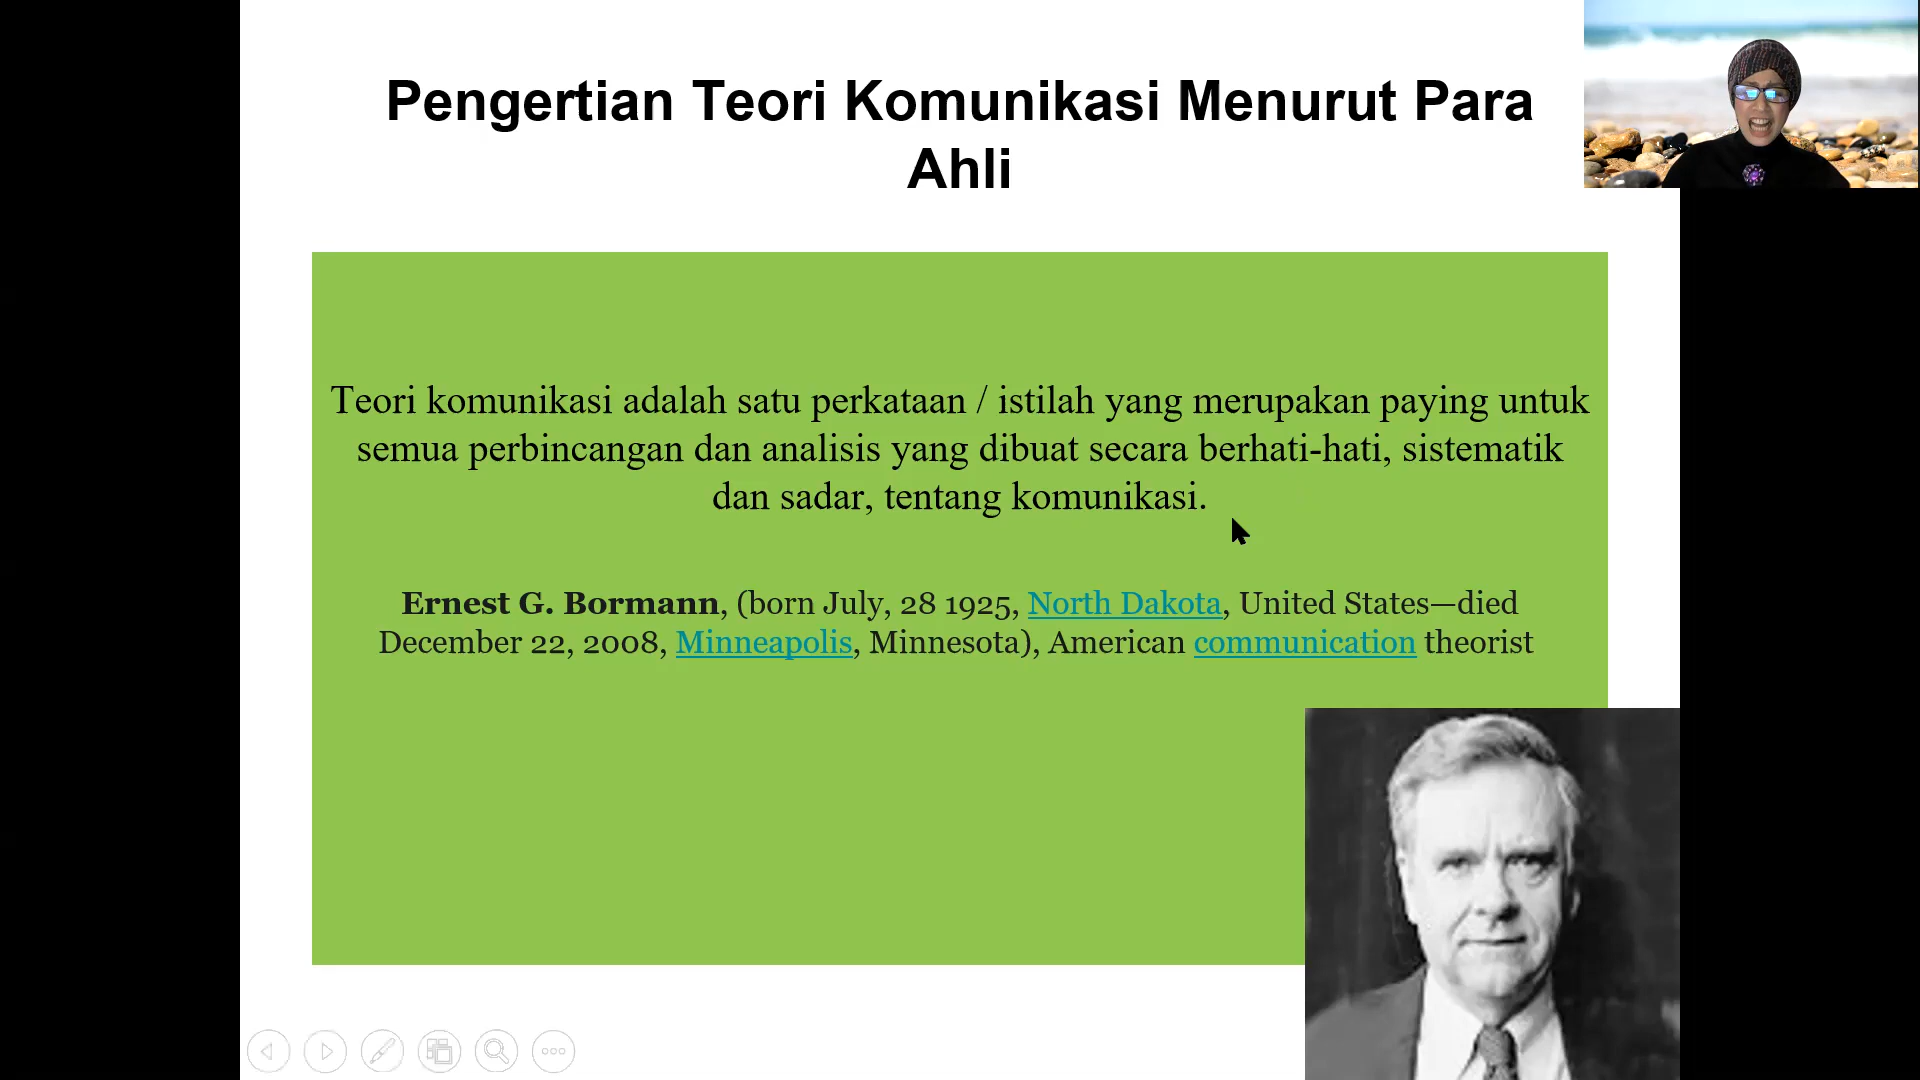 Pengertian Teori Komunikasi Menurut Para
Ahli
Teori komunikasi adalah satu perkataan / istilah yang merupakan paying untuk
semua perbincangan dan analisis yang dibuat secara berhati-hati, sistematik
dan sadar, tentang komunikasi.
Ernest G. Bormann, (born July, 28 1925, North Dakota, United States—died
December 22, 2008, Minneapolis, Minnesota), American communication theorist